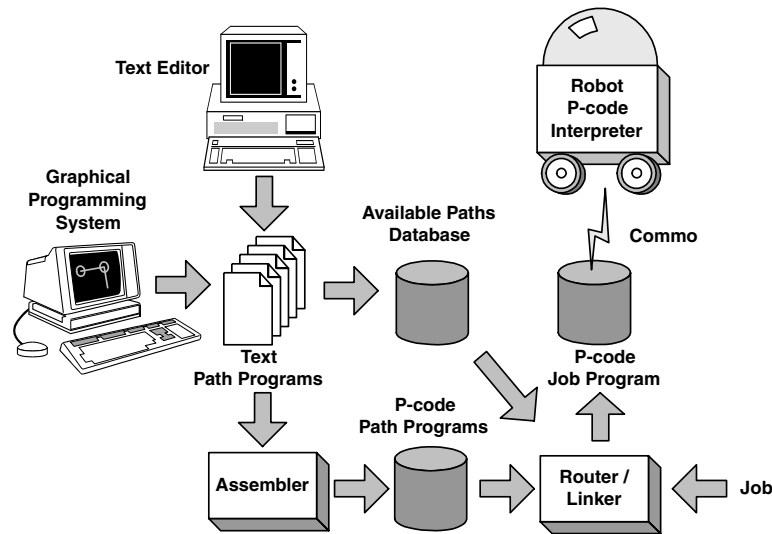 Text Editor
Robot
P-code
Interpreter
Graphical
Programming
System
Available Paths
Database
Commo
Text
Path Programs
P-code
Job Program
P-code
Path Programs
Assembler
Router /
Linker
Job